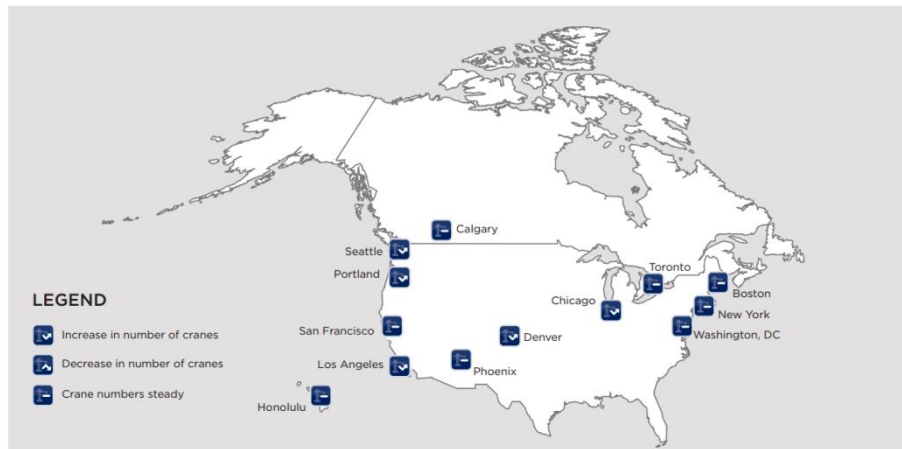 Calgary
Seattle
Portland
Toronto
Boston
Chicago
New York
LEGEND
San Francisco
Washington, DC
Increase in number of cranes
Denver
Decrease in number of cranes
Los Angeles
Phoenix
Crane numbers steady
Honolulu